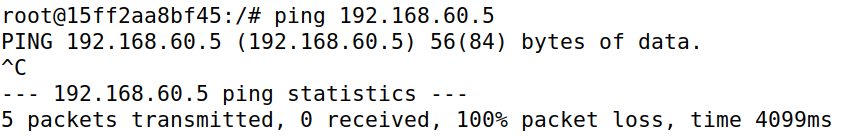 root@15ff2aa8bf45:/# ping 192.168.60.5
PING 192.168.60.5 (192.168.60.5) 56(84) bytes of data.
^C
--- 192.168.60.5 ping statistics ---
5 packets transmitted, 0 received, 100% packet loss, time 4099ms